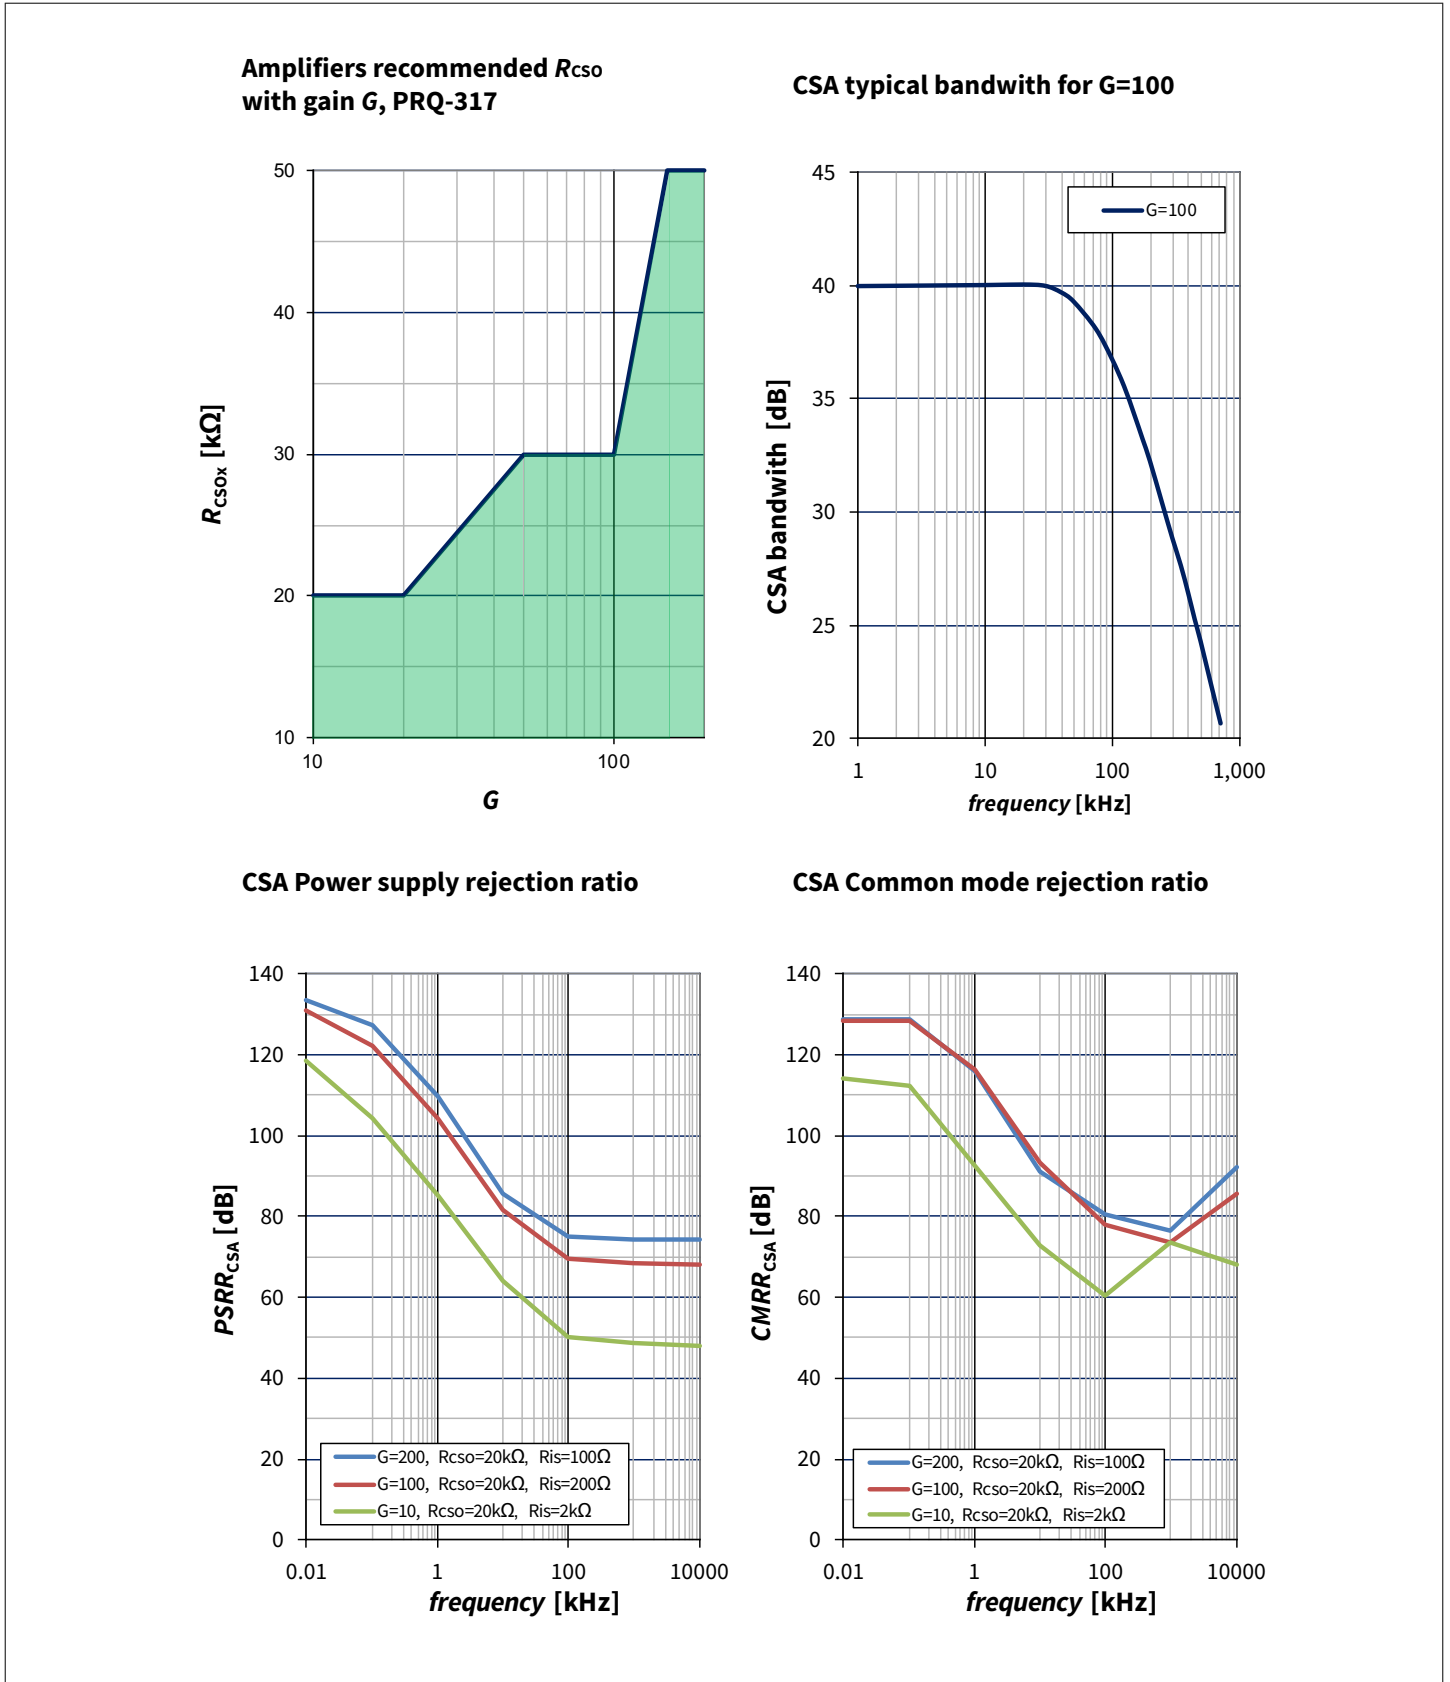 Amplifiers recommended RCSO
with gain G, PRQ-317
50
40
30
20
10
10
100
RCSOx [kΩ]
G
CSA typical bandwith for G=100
45
40
35
30
25
20
1
10
100
1,000
G=100
CSA bandwith [dB]
frequency [kHz]
CSA Power supply rejection ratio
140
120
100
80
60
40
20
0
0.01
1
100
10000
PSRRCSA [dB]
G=200, Rcso=20kΩ, Ris=100Ω
G=100, Rcso=20kΩ, Ris=200Ω
G=10, Rcso=20kΩ, Ris=2kΩ
frequency [kHz]
CSA Common mode rejection ratio
140
120
100
80
60
40
20
0
0.01
1
100
10000
CMRRCSA [dB]
G=200, Rcso=20kΩ, Ris=100Ω
G=100, Rcso=20kΩ, Ris=200Ω
G=10, Rcso=20kΩ, Ris=2kΩ
frequency [kHz]